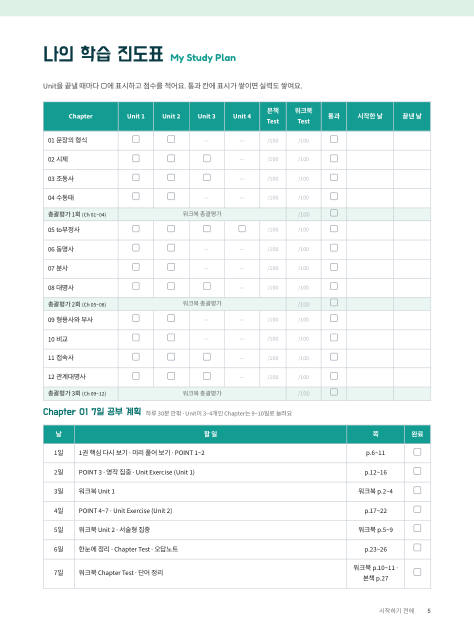 나의 학습 진도표 My Study Plan
Unit을 끝낼 때마다 ▢에 표시하고 점수를 적어요. 통과 칸에 표시가 쌓이면 실력도 쌓여요.
Chapter Unit 1 Unit 2 Unit 3 Unit 4 본책 Test 워크북 Test 통과 시작한 날 끝낸 날
01 문장의 형식 ▢ ▢ – – /100 /100 ▢
02 시제 ▢ ▢ ▢ – /100 /100 ▢
03 조동사 ▢ ▢ ▢ – /100 /100 ▢
04 수동태 ▢ ▢ – – /100 /100 ▢
총괄평가 1회 (Ch 01~04) 워크북 총괄평가 /100 ▢
05 to부정사 ▢ ▢ ▢ ▢ /100 /100 ▢
06 동명사 ▢ ▢ – – /100 /100 ▢
07 분사 ▢ ▢ – – /100 /100 ▢
08 대명사 ▢ ▢ ▢ – /100 /100 ▢
총괄평가 2회 (Ch 05~08) 워크북 총괄평가 /100 ▢
09 형용사와 부사 ▢ ▢ – – /100 /100 ▢
10 비교 ▢ ▢ – – /100 /100 ▢
11 접속사 ▢ ▢ ▢ – /100 /100 ▢
12 관계대명사 ▢ ▢ ▢ – /100 /100 ▢
총괄평가 3회 (Ch 09~12) 워크북 총괄평가 /100 ▢
Chapter 01 7일 공부 계획 하루 30분 안팎 · Unit이 3~4개인 Chapter는 9~10일로 늘려요
날 할 일 쪽 완료
1일 1권 핵심 다시 보기 · 미리 풀어 보기 · POINT 1~2 p.6~11 ▢
2일 POINT 3 · 영작 집중 · Unit Exercise (Unit 1) p.12~16 ▢
3일 워크북 Unit 1 워크북 p.2~4 ▢
4일 POINT 4~7 · Unit Exercise (Unit 2) p.17~22 ▢
5일 워크북 Unit 2 · 서술형 집중 워크북 p.5~9 ▢
6일 한눈에 정리 · Chapter Test · 오답노트 p.23~26 ▢
7일 워크북 Chapter Test · 단어 정리 워크북 p.10~11 · 본책 p.27 ▢
시작하기 전에 5